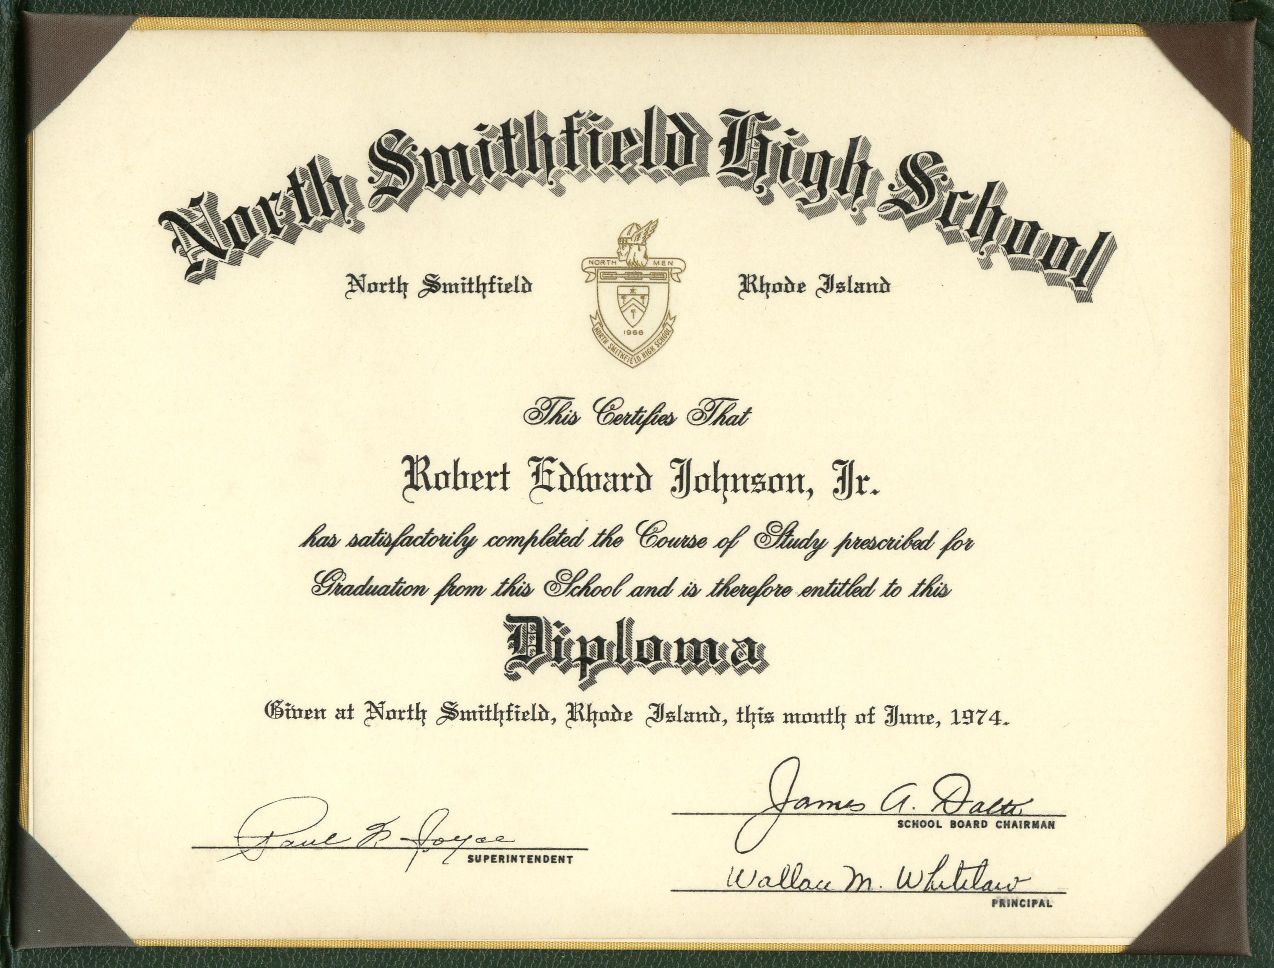 North Smithfield High School
North Smithfield
Rhode Island
NORTH MEN
1966
NORTH SMITHFIELD HIGH SCHOOL
This Certifies That
Robert Edward Johnson, Jr.
has satisfactorily completed the Course of Study prescribed for
Graduation from this School and is therefore entitled to this
Diploma
Given at North Smithfield, Rhode Island, this month of June, 1974.
James A.
SCHOOL BOARD CHAIRMAN
Paul Joyce
SUPERINTENDENT
Wallace M. Whitelaw
PRINCIPAL